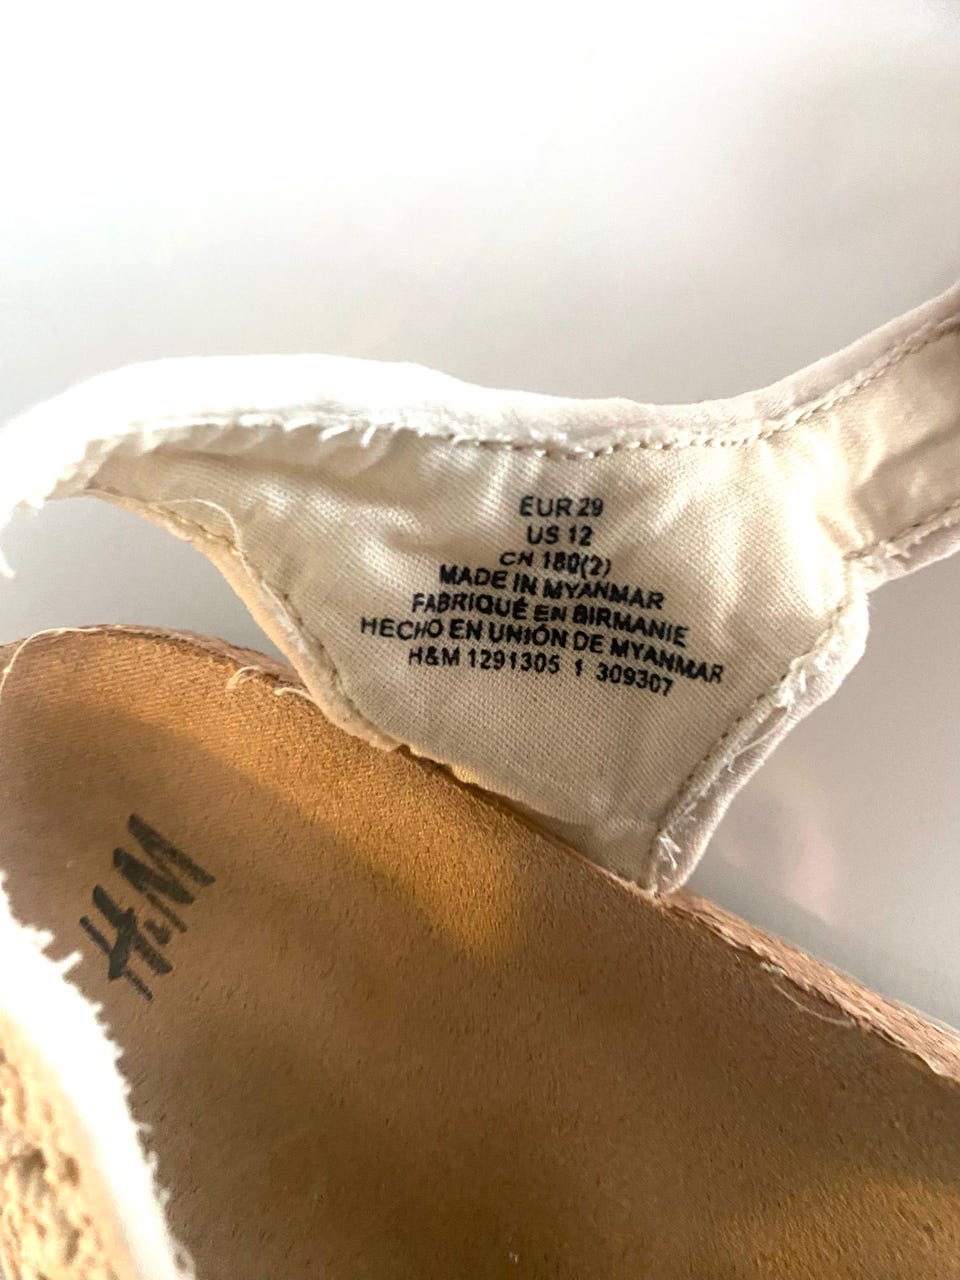 EUR 29
US 12
CN 180(2)
MADE IN MYANMAR
FABRIQUÉ EN BIRMANIE
HECHO EN UNIÓN DE MYANMAR
H&M 1291305 1 309307
H&M